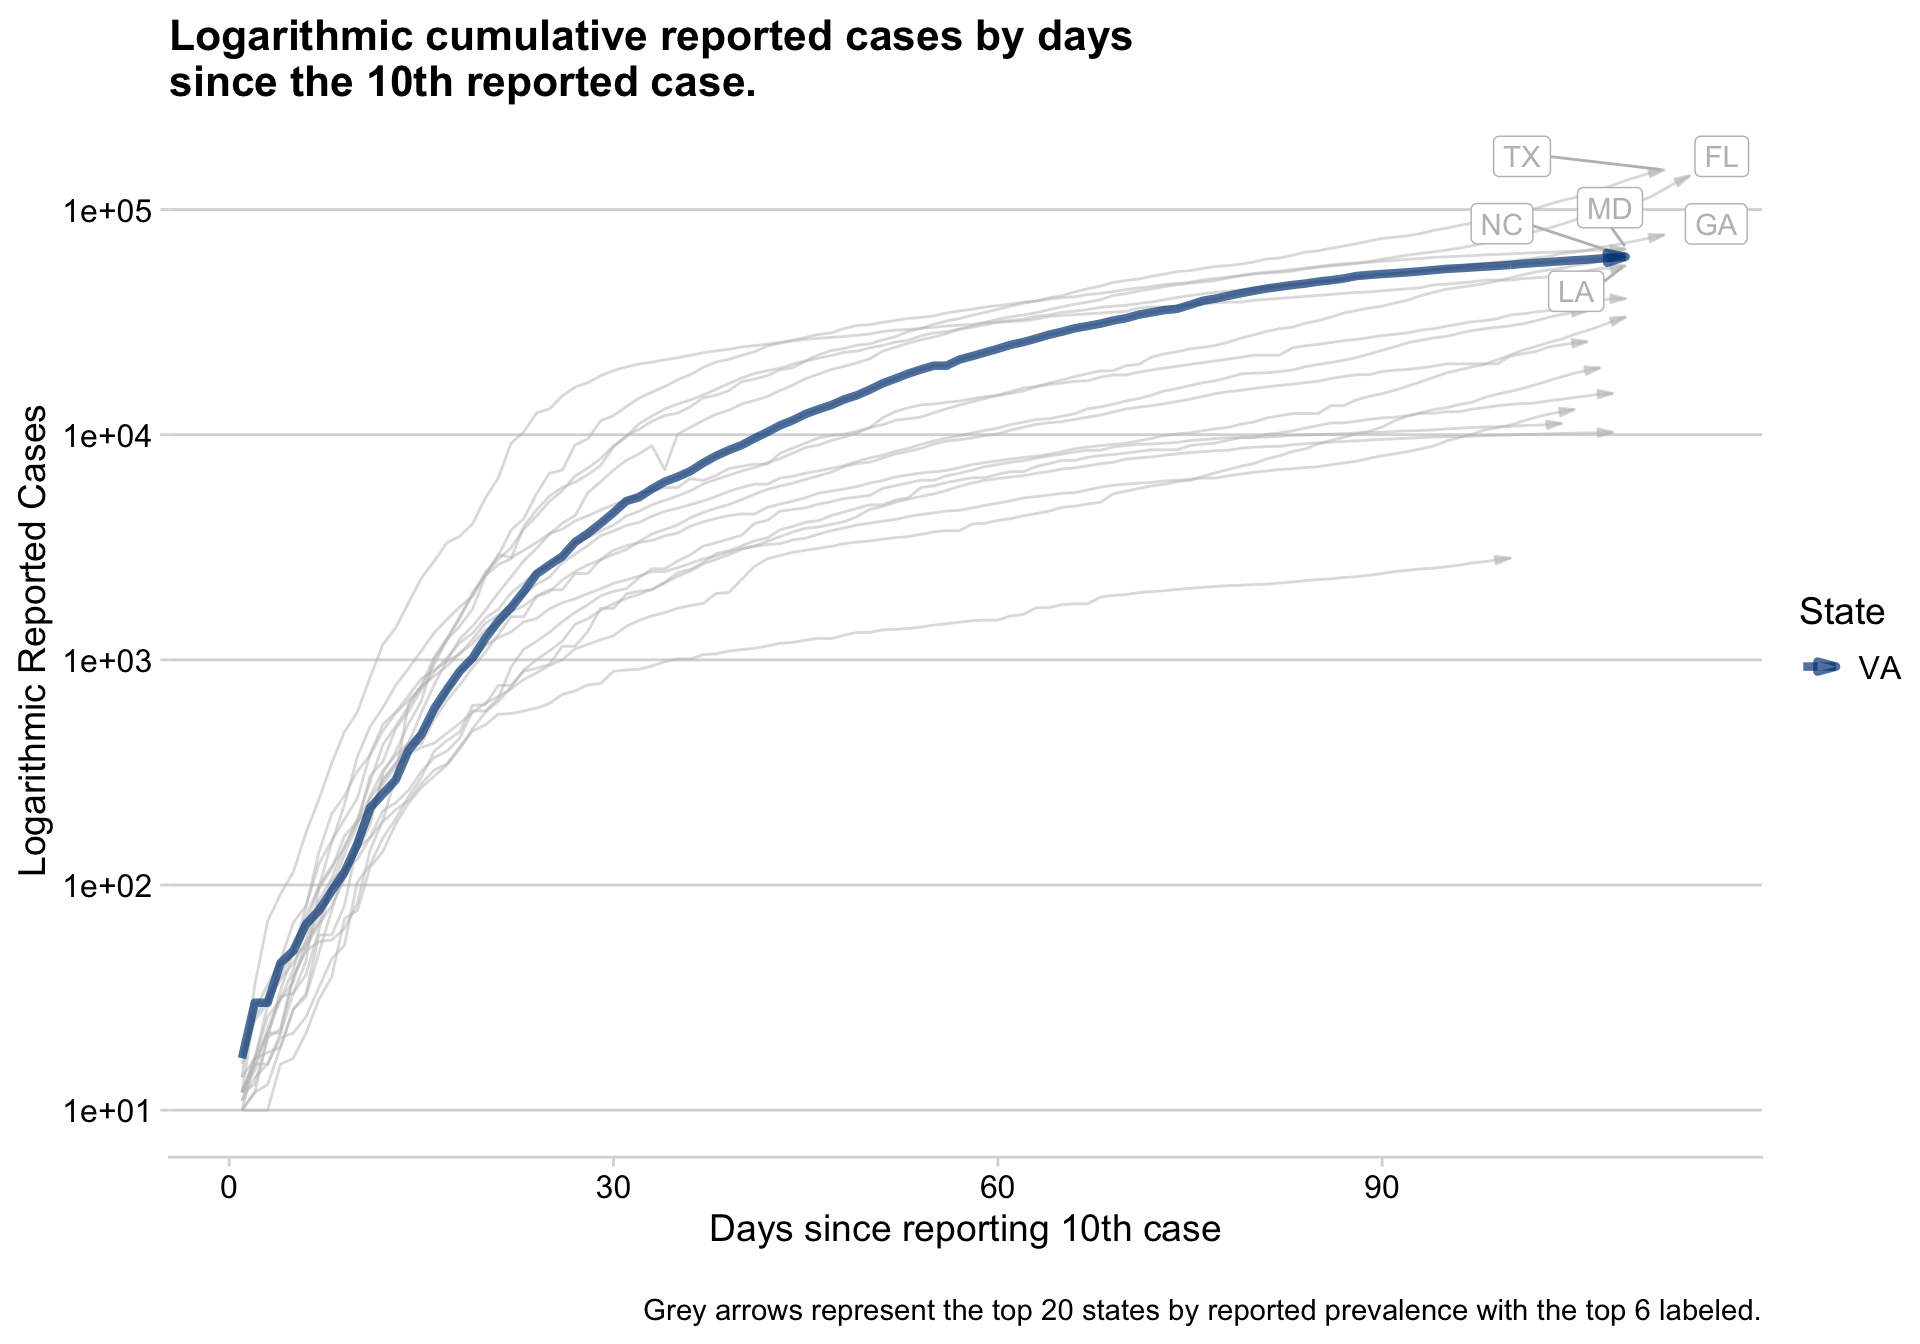 Logarithmic cumulative reported cases by days
since the 10th reported case.
TX
FL
MD
NC
GA
LA
1e+05
1e+04
1e+03
1e+02
1e+01
Logarithmic Reported Cases
State
VA
0
30
60
90
Days since reporting 10th case
Grey arrows represent the top 20 states by reported prevalence with the top 6 labeled.